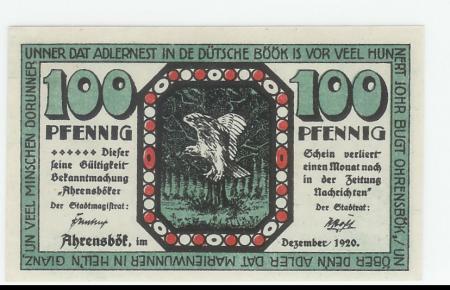 UNNER DAT ADLERNEST IN DE DÜTSCHE BÖÖK IS VOR VEEL HUNNERT JOHR BUGT OHRENSBÖK, UN
ÖBER DENN ADLER DAT MARIENWUNNER IN HELL'N GLANZ
UN VEEL MINSCHEN DORUNNER
100
PFENNIG
100
PFENNIG
Dieser
seine Gültigkeit
Bekanntmachung
„Ahrensböker
Der Stadtmagistrat:
Schein verliert
einen Monat nach
in der Zeitung
Nachrichten"
Der Stadtrat:
Ahrensbök, im
Dezember 1920.